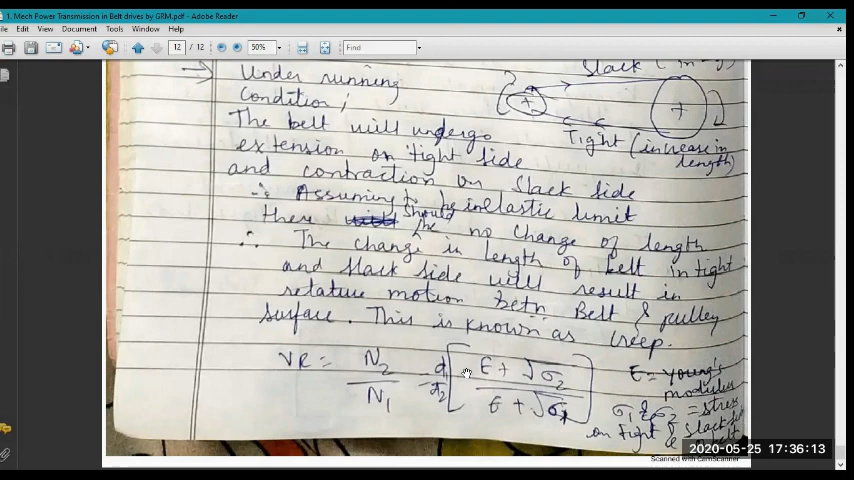 1. Mech Power Transmission in Belt drives by GRM.pdf - Adobe Reader
File Edit View Document Tools Window Help
12 / 12 50% Find
Slack
→ Under running
Condition;
Tight (increase in
length)
The belt will undergo
extension on tight side
and contraction on Slack side
∴ Assuming to be inelastic limit
there should be no change of length
∴ The change in length of belt in tight
and slack side will result in
relative motion betn Belt & pulley
surface. This is known as Creep.
VR = N2/N1 = d1/d2 [E + √σ2 / E + √σ1]
E = young's
modulus
σ1 & σ2 = stress
on Tight & Slack side
belt
2020-05-25 17:36:13
Scanned with CamScanner